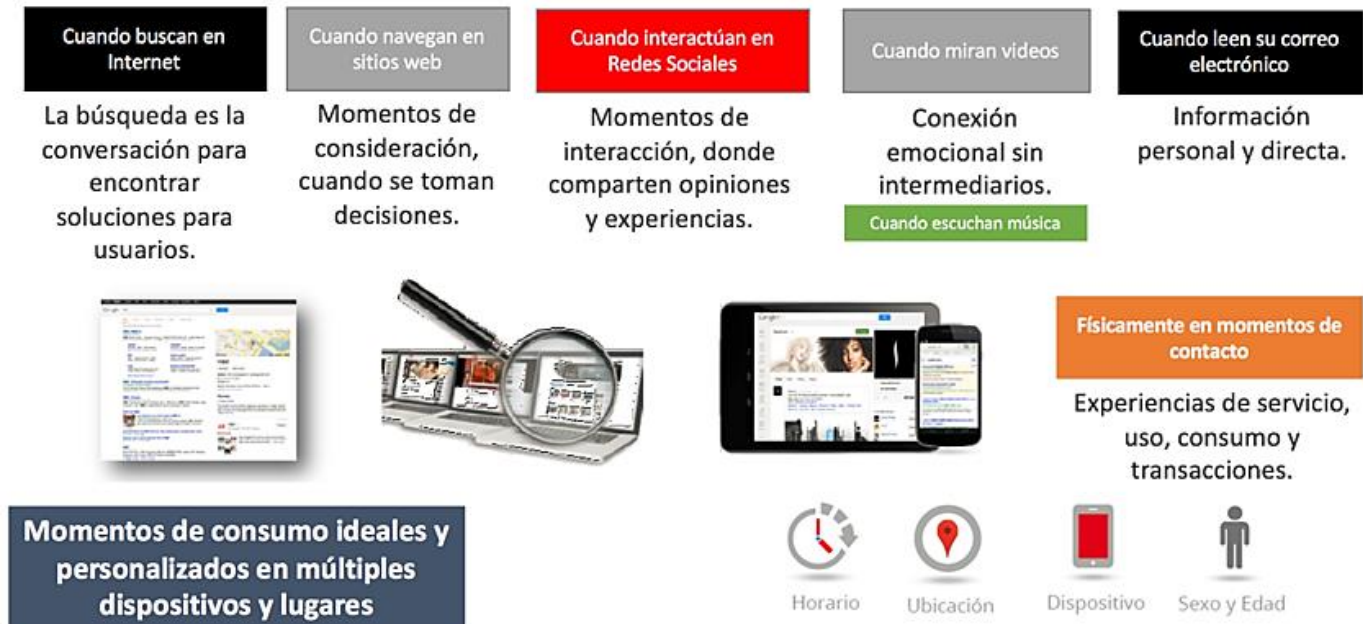 Cuando buscan en
Internet
La búsqueda es la
conversación para
encontrar
soluciones para
usuarios.
Cuando navegan en
sitios web
Momentos de
consideración,
cuando se toman
decisiones.
Cuando interactúan en
Redes Sociales
Momentos de
interacción, donde
comparten opiniones
y experiencias.
Cuando miran videos
Conexión
emocional sin
intermediarios.
Cuando escuchan música
Cuando leen su correo
electrónico
Información
personal y directa.
Físicamente en momentos de
contacto
Experiencias de servicio,
uso, consumo y
transacciones.
Momentos de consumo ideales y
personalizados en múltiples
dispositivos y lugares
Horario
Ubicación
Dispositivo
Sexo y Edad